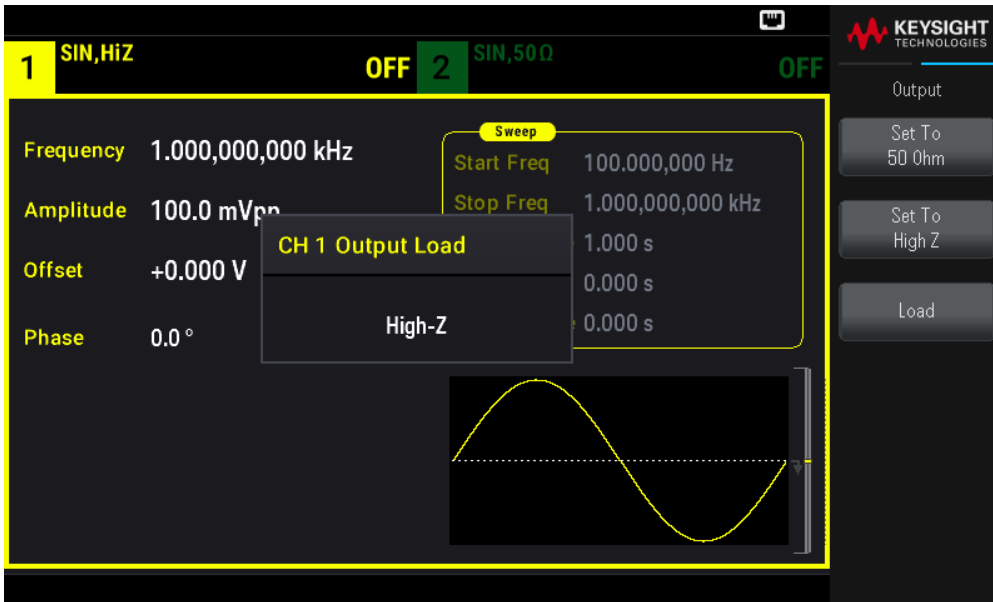 1 SIN,HiZ OFF
2 SIN,50Ω OFF
Frequency 1.000,000,000 kHz
Amplitude 100.0 mVpp
Offset +0.000 V
Phase 0.0 °
Sweep
Start Freq 100.000,000 Hz
Stop Freq 1.000,000,000 kHz
1.000 s
0.000 s
0.000 s
CH 1 Output Load
High-Z
KEYSIGHT
TECHNOLOGIES
Output
Set To
50 Ohm
Set To
High Z
Load